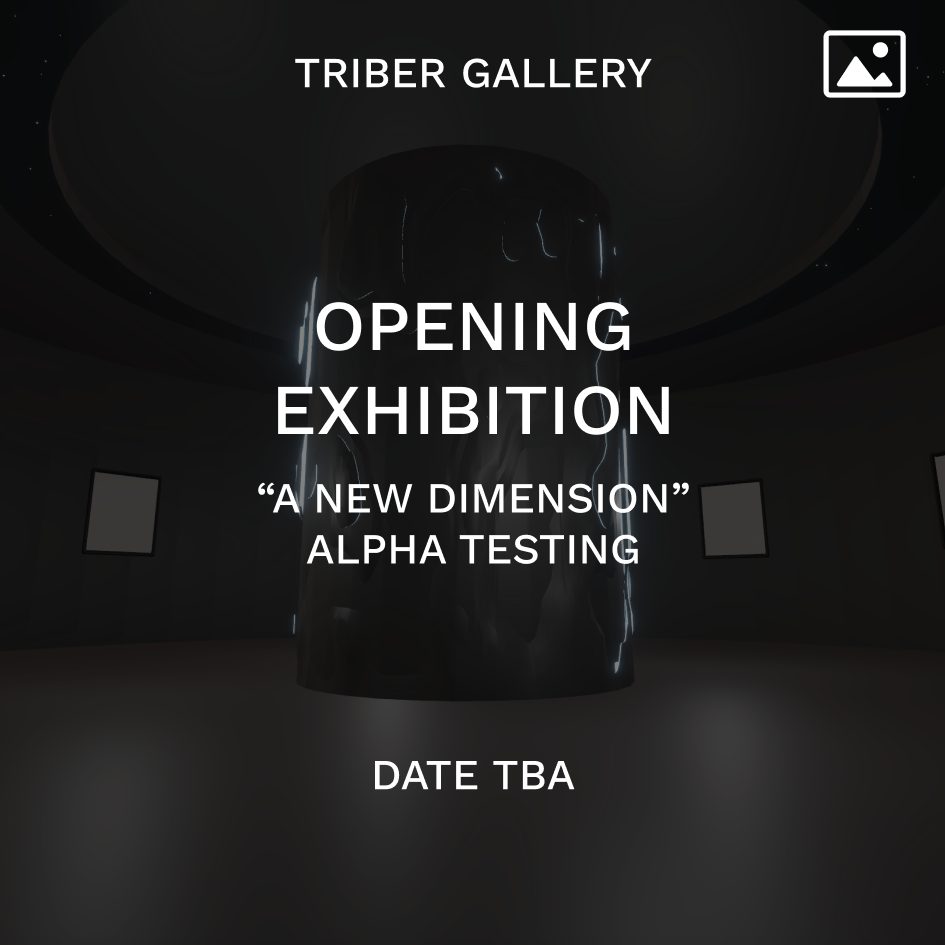 TRIBER GALLERY
OPENING
EXHIBITION
“A NEW DIMENSION”
ALPHA TESTING
DATE TBA